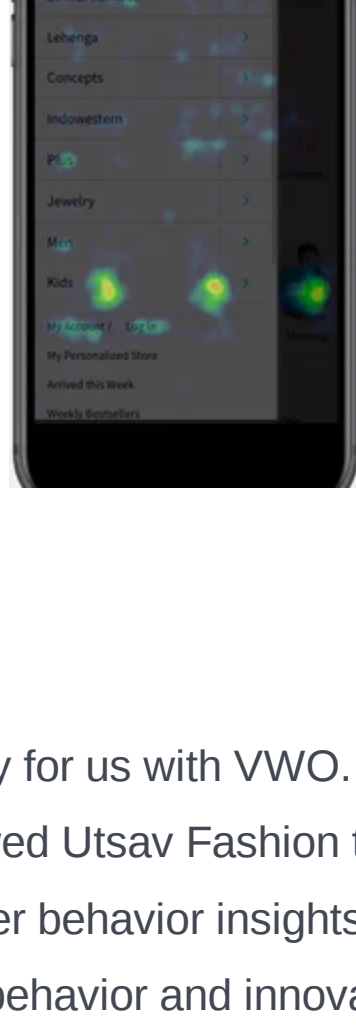 Lehenga
Concepts
Indowestern
Plus
Jewelry
Men
Kids
My Account / Log In
My Personalized Store
Arrived this Week
Weekly Bestsellers
y for us with VWO.
ed Utsav Fashion t
er behavior insights
behavior and innova